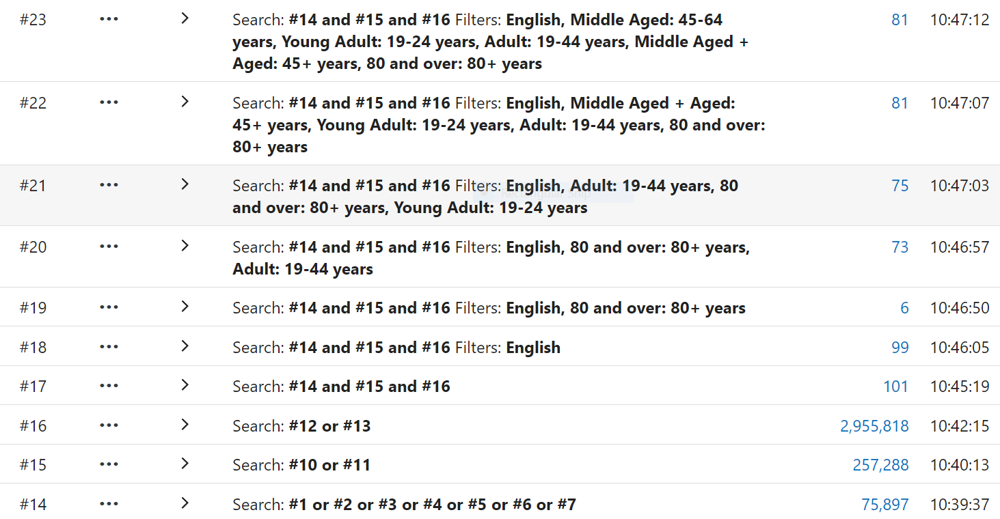 #23 ••• > Search: #14 and #15 and #16 Filters: English, Middle Aged: 45-64 81 10:47:12
years, Young Adult: 19-24 years, Adult: 19-44 years, Middle Aged +
Aged: 45+ years, 80 and over: 80+ years
#22 ••• > Search: #14 and #15 and #16 Filters: English, Middle Aged + Aged: 81 10:47:07
45+ years, Young Adult: 19-24 years, Adult: 19-44 years, 80 and over:
80+ years
#21 ••• > Search: #14 and #15 and #16 Filters: English, Adult: 19-44 years, 80 75 10:47:03
Rectangular Snip
and over: 80+ years, Young Adult: 19-24 years
#20 ••• > Search: #14 and #15 and #16 Filters: English, 80 and over: 80+ years, 73 10:46:57
Adult: 19-44 years
#19 ••• > Search: #14 and #15 and #16 Filters: English, 80 and over: 80+ years 6 10:46:50
#18 ••• > Search: #14 and #15 and #16 Filters: English 99 10:46:05
#17 ••• > Search: #14 and #15 and #16 101 10:45:19
#16 ••• > Search: #12 or #13 2,955,818 10:42:15
#15 ••• > Search: #10 or #11 257,288 10:40:13
#14 ••• > Search: #1 or #2 or #3 or #4 or #5 or #6 or #7 75,897 10:39:37